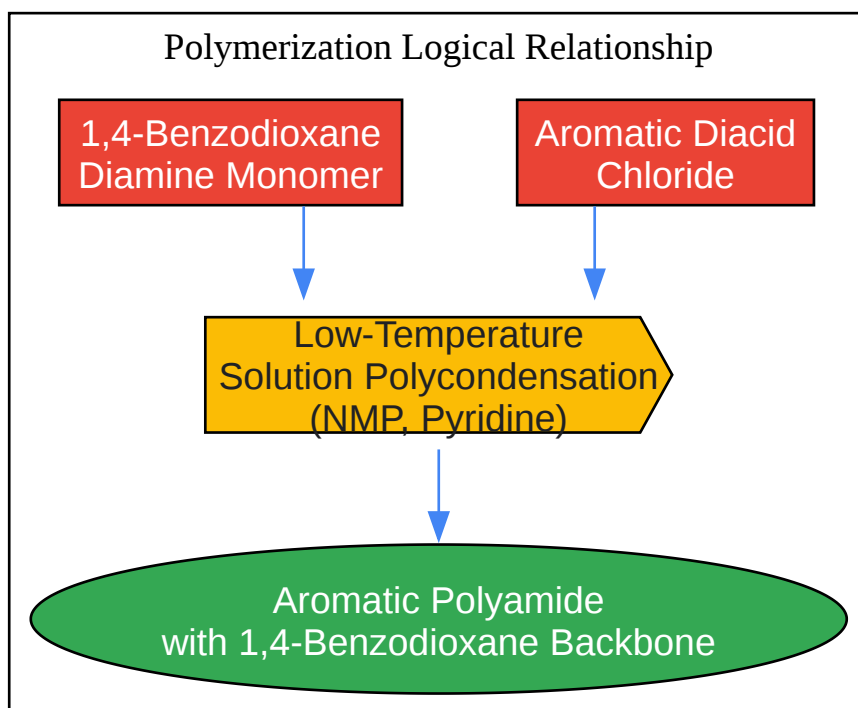 Polymerization Logical Relationship
1,4-Benzodioxane
Diamine Monomer
Aromatic Diacid
Chloride
Low-Temperature
Solution Polycondensation
(NMP, Pyridine)
Aromatic Polyamide
with 1,4-Benzodioxane Backbone